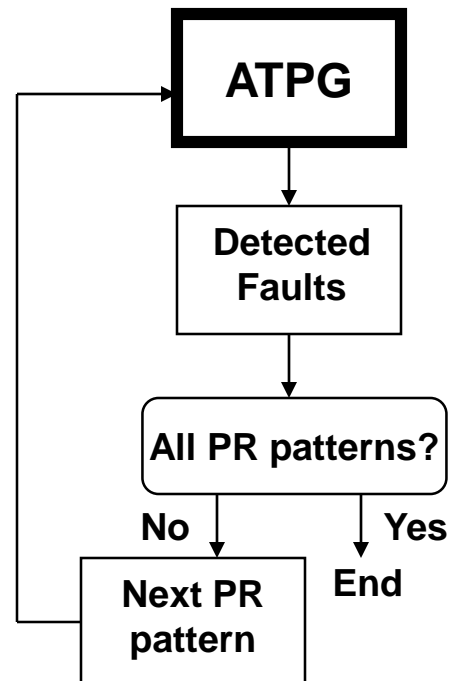 ATPG
Detected
Faults
All PR patterns?
No
Yes
End
Next PR
pattern